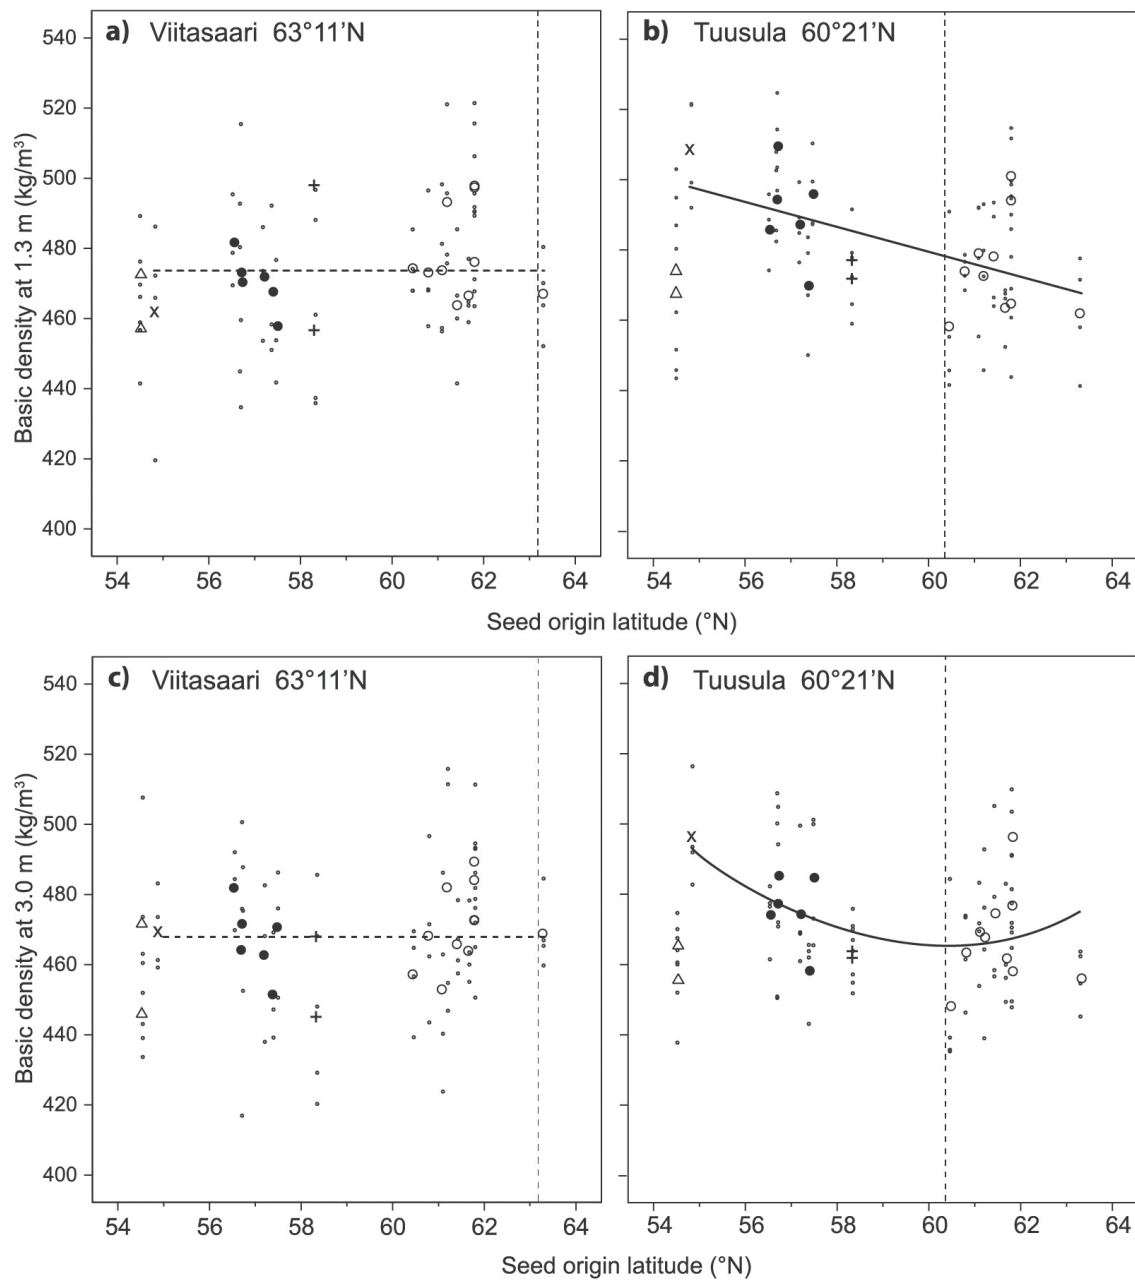 a) Viitasaari 63°11’N
b) Tuusula 60°21’N
Basic density at 1.3 m (kg/m³)
540
520
500
480
460
440
420
400
54 56 58 60 62 64
54 56 58 60 62 64
Seed origin latitude (°N)
c) Viitasaari 63°11’N
d) Tuusula 60°21’N
Basic density at 3.0 m (kg/m³)
540
520
500
480
460
440
420
400
54 56 58 60 62 64
54 56 58 60 62 64
Seed origin latitude (°N)